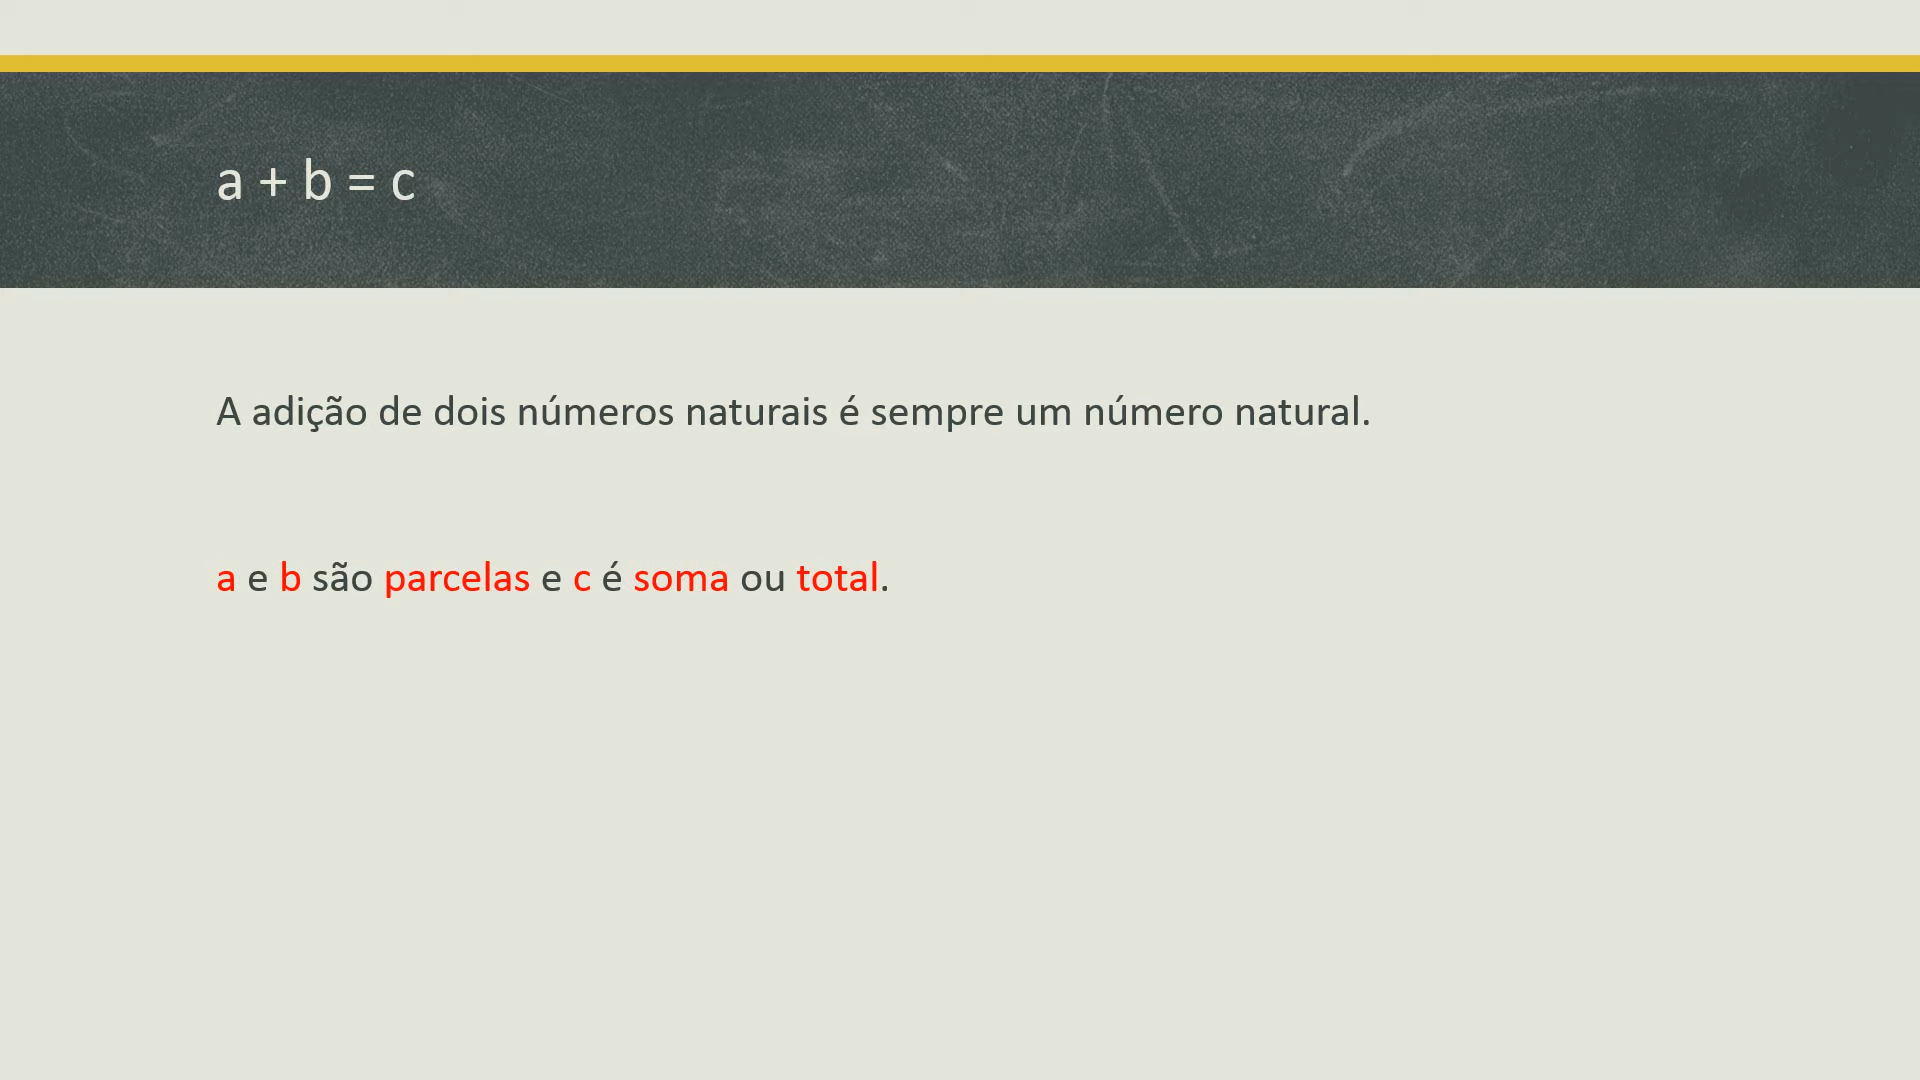 a + b = c
A adição de dois números naturais é sempre um número natural.
a e b são parcelas e c é soma ou total.